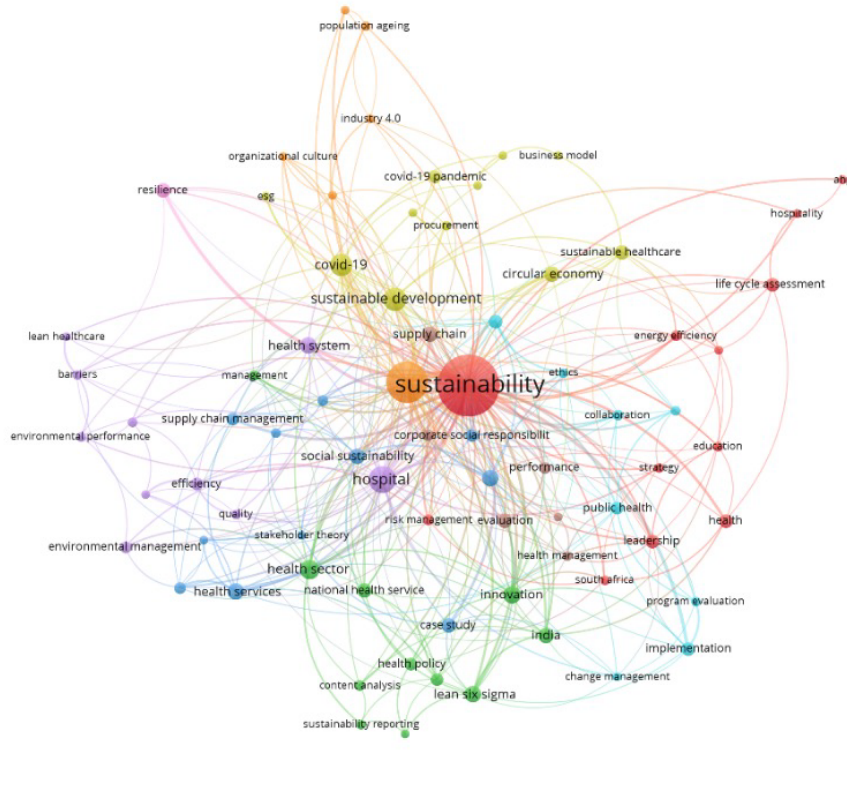 population ageing
industry 4.0
organizational culture
business model
covid-19 pandemic
resilience
esg
hospitality
procurement
sustainable healthcare
covid-19
circular economy
life cycle assessment
sustainable development
supply chain
energy efficiency
lean healthcare
health system
ethics
barriers
management
sustainability
collaboration
supply chain management
environmental performance
corporate social responsibilit
education
social sustainability
performance
strategy
hospital
efficiency
public health
quality
risk management
evaluation
health
stakeholder theory
leadership
environmental management
health management
health sector
south africa
health services
national health service
innovation
program evaluation
case study
india
implementation
health policy
change management
content analysis
lean six sigma
sustainability reporting